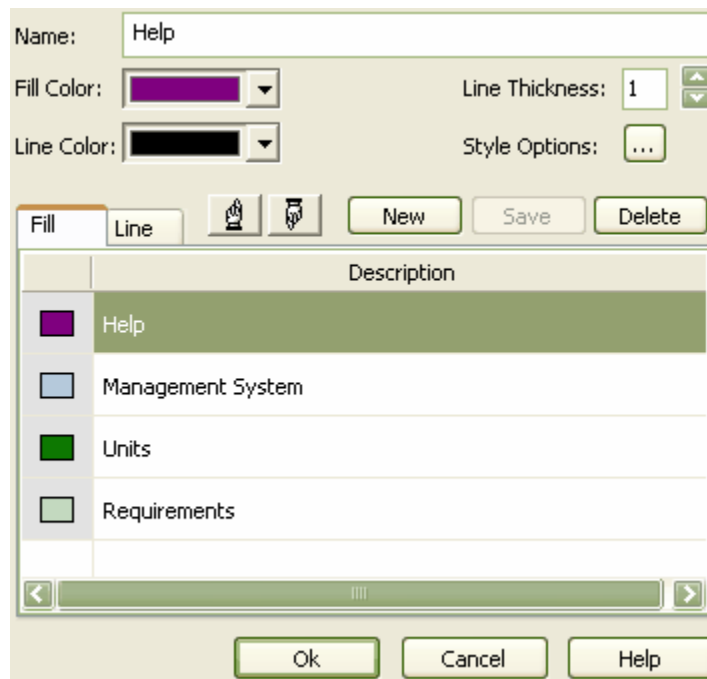 Name: Help
Fill Color: Line Thickness: 1
Line Color: Style Options: ...
Fill Line New Save Delete
Description
Help
Management System
Units
Requirements
Ok Cancel Help